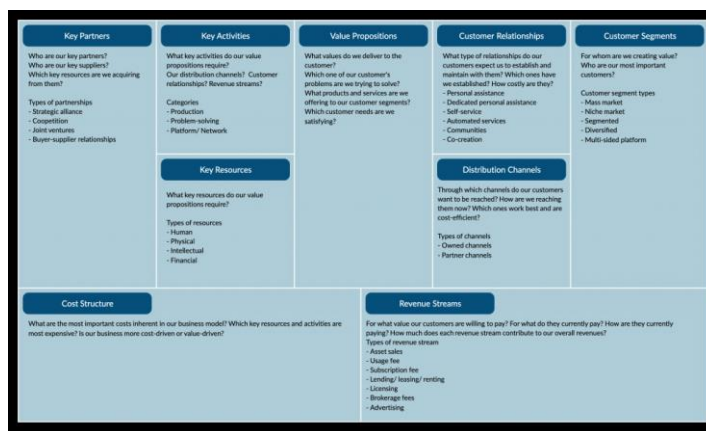 Key Partners
Who are our key partners?
Who are our key suppliers?
Which key resources are we acquiring
from them?
Types of partnerships
- Strategic alliance
- Coopetition
- Joint ventures
- Buyer-supplier relationships
Key Activities
What key activities do our value
propositions require?
Our distribution channels? Customer
relationships? Revenue streams?
Categories
- Production
- Problem-solving
- Platform/ Network
Key Resources
What key resources do our value
propositions require?
Types of resources
- Human
- Physical
- Intellectual
- Financial
Value Propositions
What values do we deliver to the
customer?
Which one of our customer's
problems are we trying to solve?
What products and services are we
offering to our customer segments?
Which customer needs are we
satisfying?
Customer Relationships
What type of relationships do our
customers expect us to establish and
maintain with them? Which ones have
we established? How costly are they?
- Personal assistance
- Dedicated personal assistance
- Self-service
- Automated services
- Communities
- Co-creation
Distribution Channels
Through which channels do our customers
want to be reached? How are we reaching
them now? Which ones work best and are
cost-efficient?
Types of channels
- Owned channels
- Partner channels
Customer Segments
For whom are we creating value?
Who are our most important
customers?
Customer segment types
- Mass market
- Niche market
- Segmented
- Diversified
- Multi-sided platform
Cost Structure
What are the most important costs inherent in our business model? Which key resources and activities are
most expensive? Is our business more cost-driven or value-driven?
Revenue Streams
For what value our customers are willing to pay? For what do they currently pay? How are they currently
paying? How much does each revenue stream contribute to our overall revenues?
Types of revenue stream
- Asset sales
- Usage fee
- Subscription fee
- Lending/ leasing/ renting
- Licensing
- Brokerage fees
- Advertising